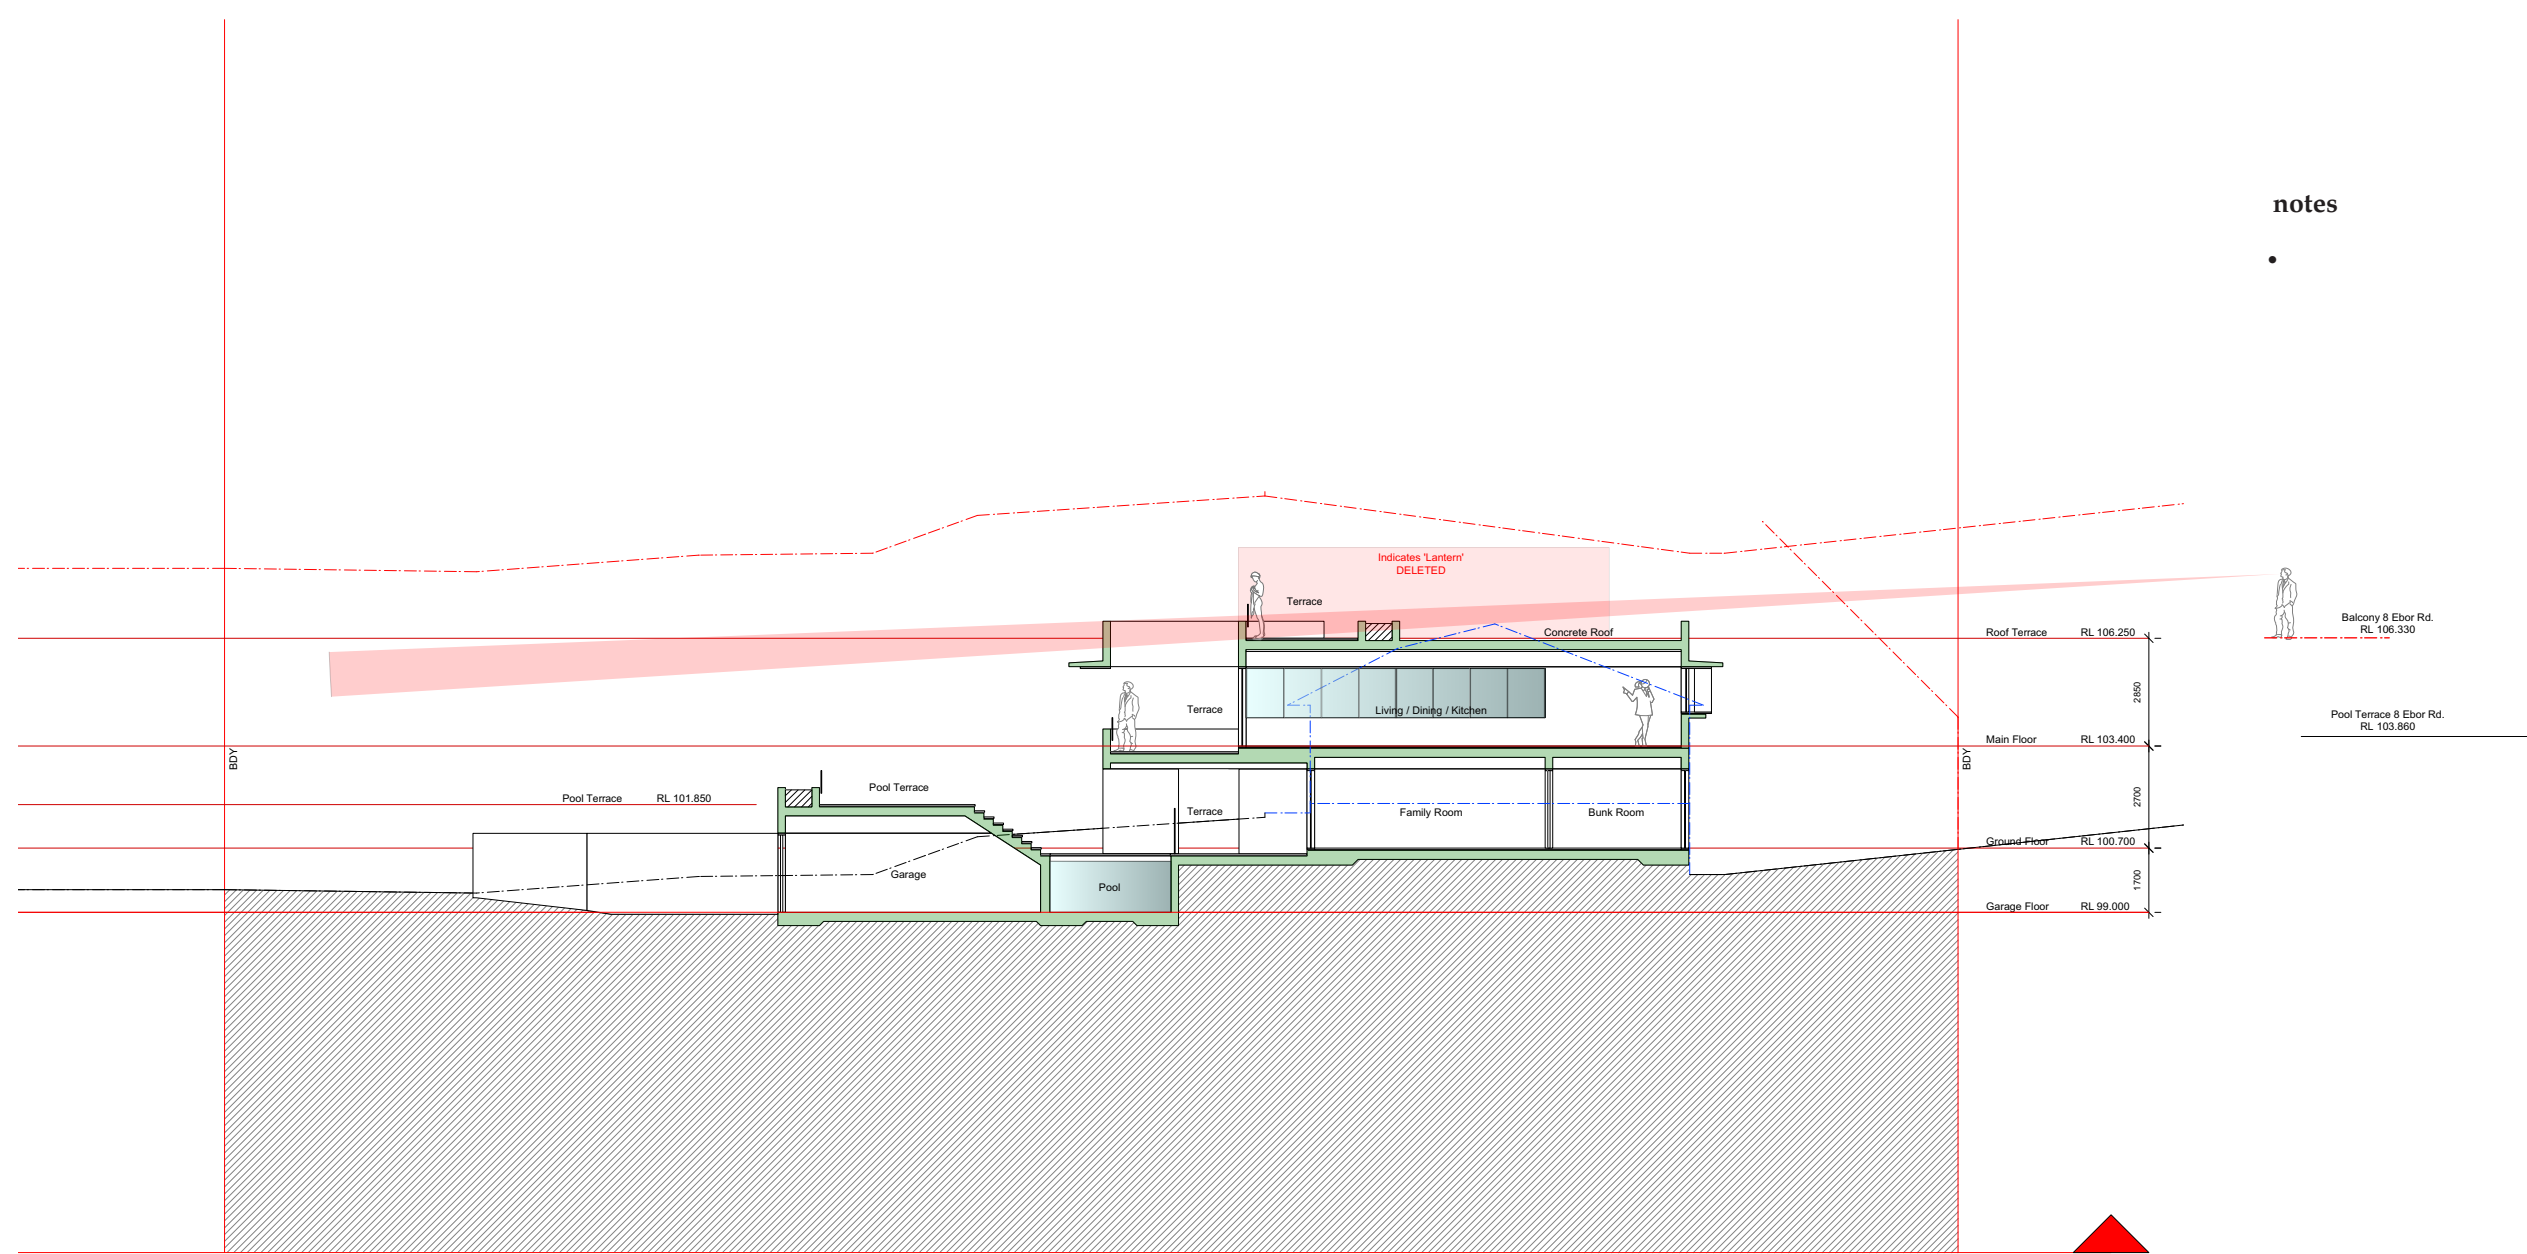 notes
•
Indicates 'Lantern'
DELETED
Terrace
Concrete Roof
Roof Terrace RL 106.250
Balcony 8 Ebor Rd.
RL 106.330
2850
Terrace
Living / Dining / Kitchen
Pool Terrace 8 Ebor Rd.
RL 103.860
Main Floor RL 103.400
BDY
BDY
Pool Terrace RL 101.850
Pool Terrace
2700
Terrace
Family Room
Bunk Room
Ground Floor RL 100.700
Garage
Pool
1700
Garage Floor RL 99.000